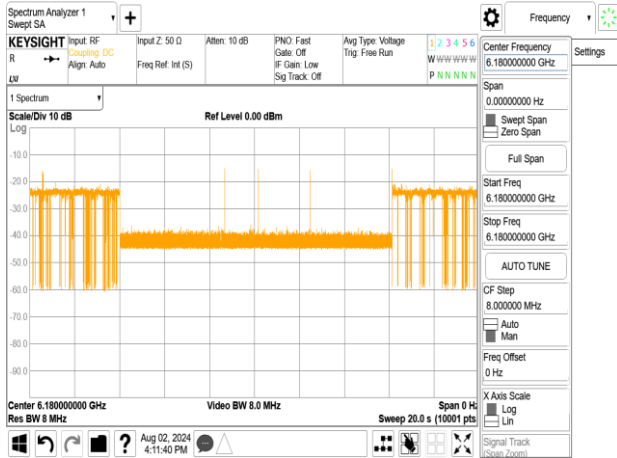 Spectrum Analyzer 1
Swept SA
+
Frequency
KEYSIGHT
R
LXI
Input: RF
Coupling: DC
Align: Auto
Input Z: 50 Ω
Freq Ref: Int (S)
Atten: 10 dB
PNO: Fast
Gate: Off
IF Gain: Low
Sig Track: Off
Avg Type: Voltage
Trig: Free Run
1 2 3 4 5 6
W W W W W W
P N N N N N
Center Frequency
6.180000000 GHz
Settings
Span
0.00000000 Hz
Swept Span
Zero Span
Full Span
Start Freq
6.180000000 GHz
Stop Freq
6.180000000 GHz
AUTO TUNE
CF Step
8.000000 MHz
Auto
Man
Freq Offset
0 Hz
X Axis Scale
Log
Lin
Signal Track
(Span Zoom)
1 Spectrum
Scale/Div 10 dB
Ref Level 0.00 dBm
Log
-10.0
-20.0
-30.0
-40.0
-50.0
-60.0
-70.0
-80.0
-90.0
Center 6.180000000 GHz
Video BW 8.0 MHz
Span 0 Hz
Res BW 8 MHz
Sweep 20.0 s (10001 pts
?
Aug 02, 2024
4:11:40 PM